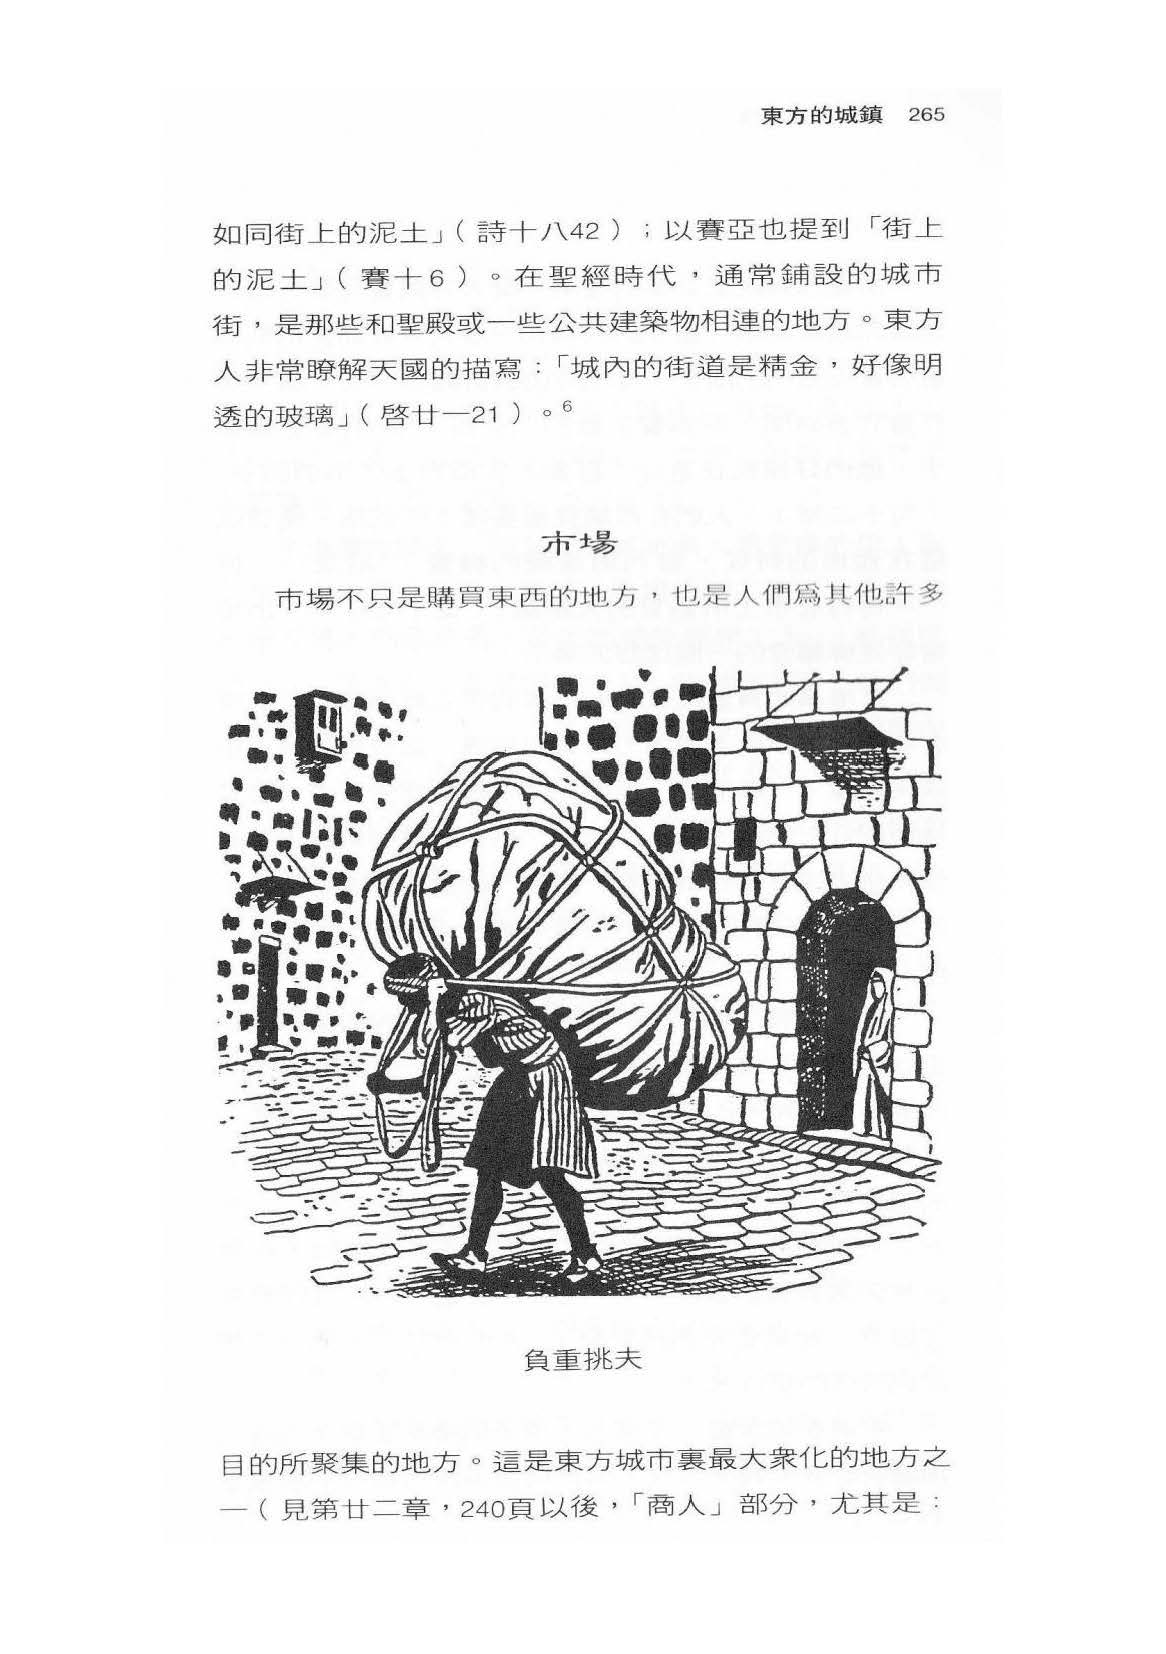 東方的城鎮 265
如同街上的泥土」(詩十八42);以賽亞也提到「街上
的泥土」(賽十6)。在聖經時代,通常鋪設的城市
街,是那些和聖殿或一些公共建築物相連的地方。東方
人非常瞭解天國的描寫:「城內的街道是精金,好像明
透的玻璃」(啓廿一21)。6
市場
市場不只是購買東西的地方,也是人們爲其他許多
負重挑夫
目的所聚集的地方。這是東方城市裏最大衆化的地方之
一(見第廿二章,240頁以後,「商人」部分,尤其是: